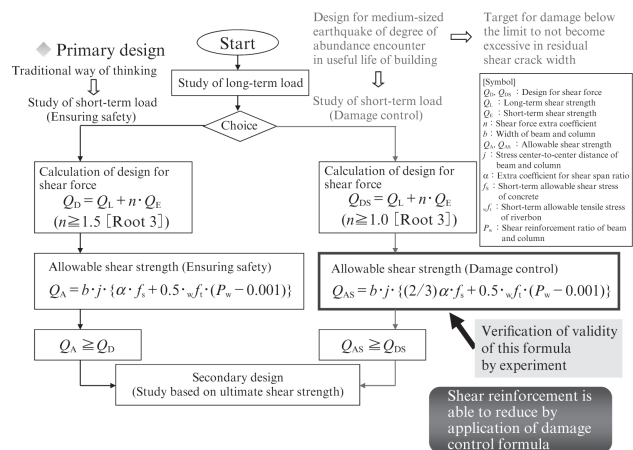 ◆ Primary design
Traditional way of thinking
Study of short-term load
(Ensuring safety)
Start
Study of long-term load
Choice
Design for medium-sized
earthquake of degree of
abundance encounter
in useful life of building
Study of short-term load
(Damage control)
Target for damage below
the limit to not become
excessive in residual
shear crack width
[Symbol]
Q_D, Q_DS : Design for shear force
Q_L : Long-term shear strength
Q_E : Short-term shear strength
n : Shear force extra coefficient
b : Width of beam and column
Q_A, Q_AS : Allowable shear strength
j : Stress center-to-center distance of
beam and column
α : Extra coefficient for shear span ratio
f_S : Short-term allowable shear stress
of concrete
_wf_t : Short-term allowable tensile stress
of riverbon
P_w : Shear reinforcement ratio of beam
and column
Calculation of design for
shear force
Q_D = Q_L + n· Q_E
(n≧1.5 [Root 3])
Calculation of design for
shear force
Q_DS = Q_L + n· Q_E
(n≧1.0 [Root 3])
Allowable shear strength (Ensuring safety)
Q_A = b·j·{α·f_s + 0.5·_wf_t·(P_w − 0.001)}
Allowable shear strength (Damage control)
Q_AS = b·j·{(2/3)α·f_s + 0.5·_wf_t·(P_w − 0.001)}
Q_A ≧ Q_D
Q_AS ≧ Q_DS
Verification of validity
of this formula
by experiment
Secondary design
(Study based on ultimate shear strength)
Shear reinforcement is
able to reduce by
application of damage
control formula